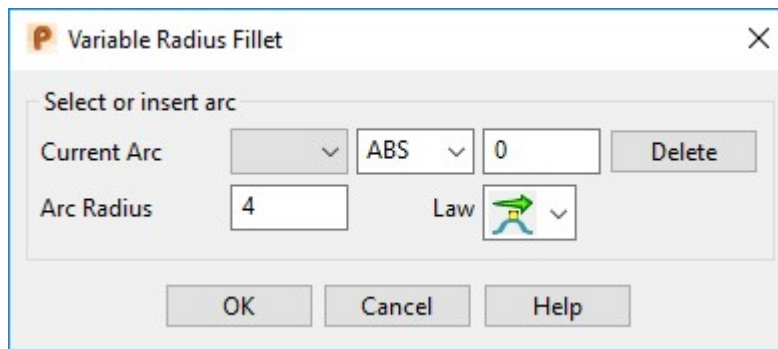 Variable Radius Fillet
Select or insert arc
Current Arc ABS 0 Delete
Arc Radius 4 Law
OK Cancel Help